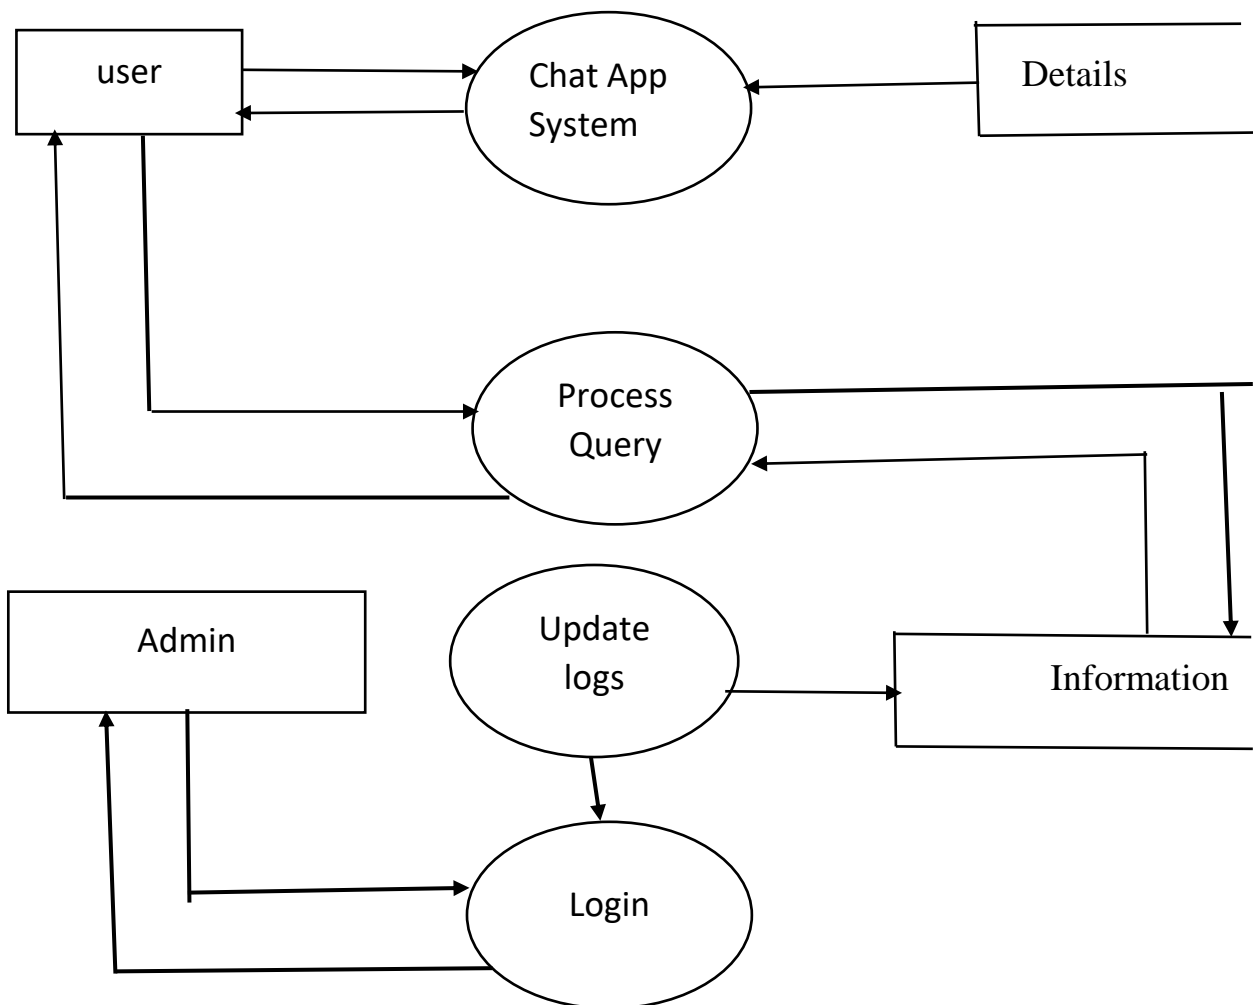 user
Chat App
System
Details
Process
Query
Admin
Update
logs
Information
Login